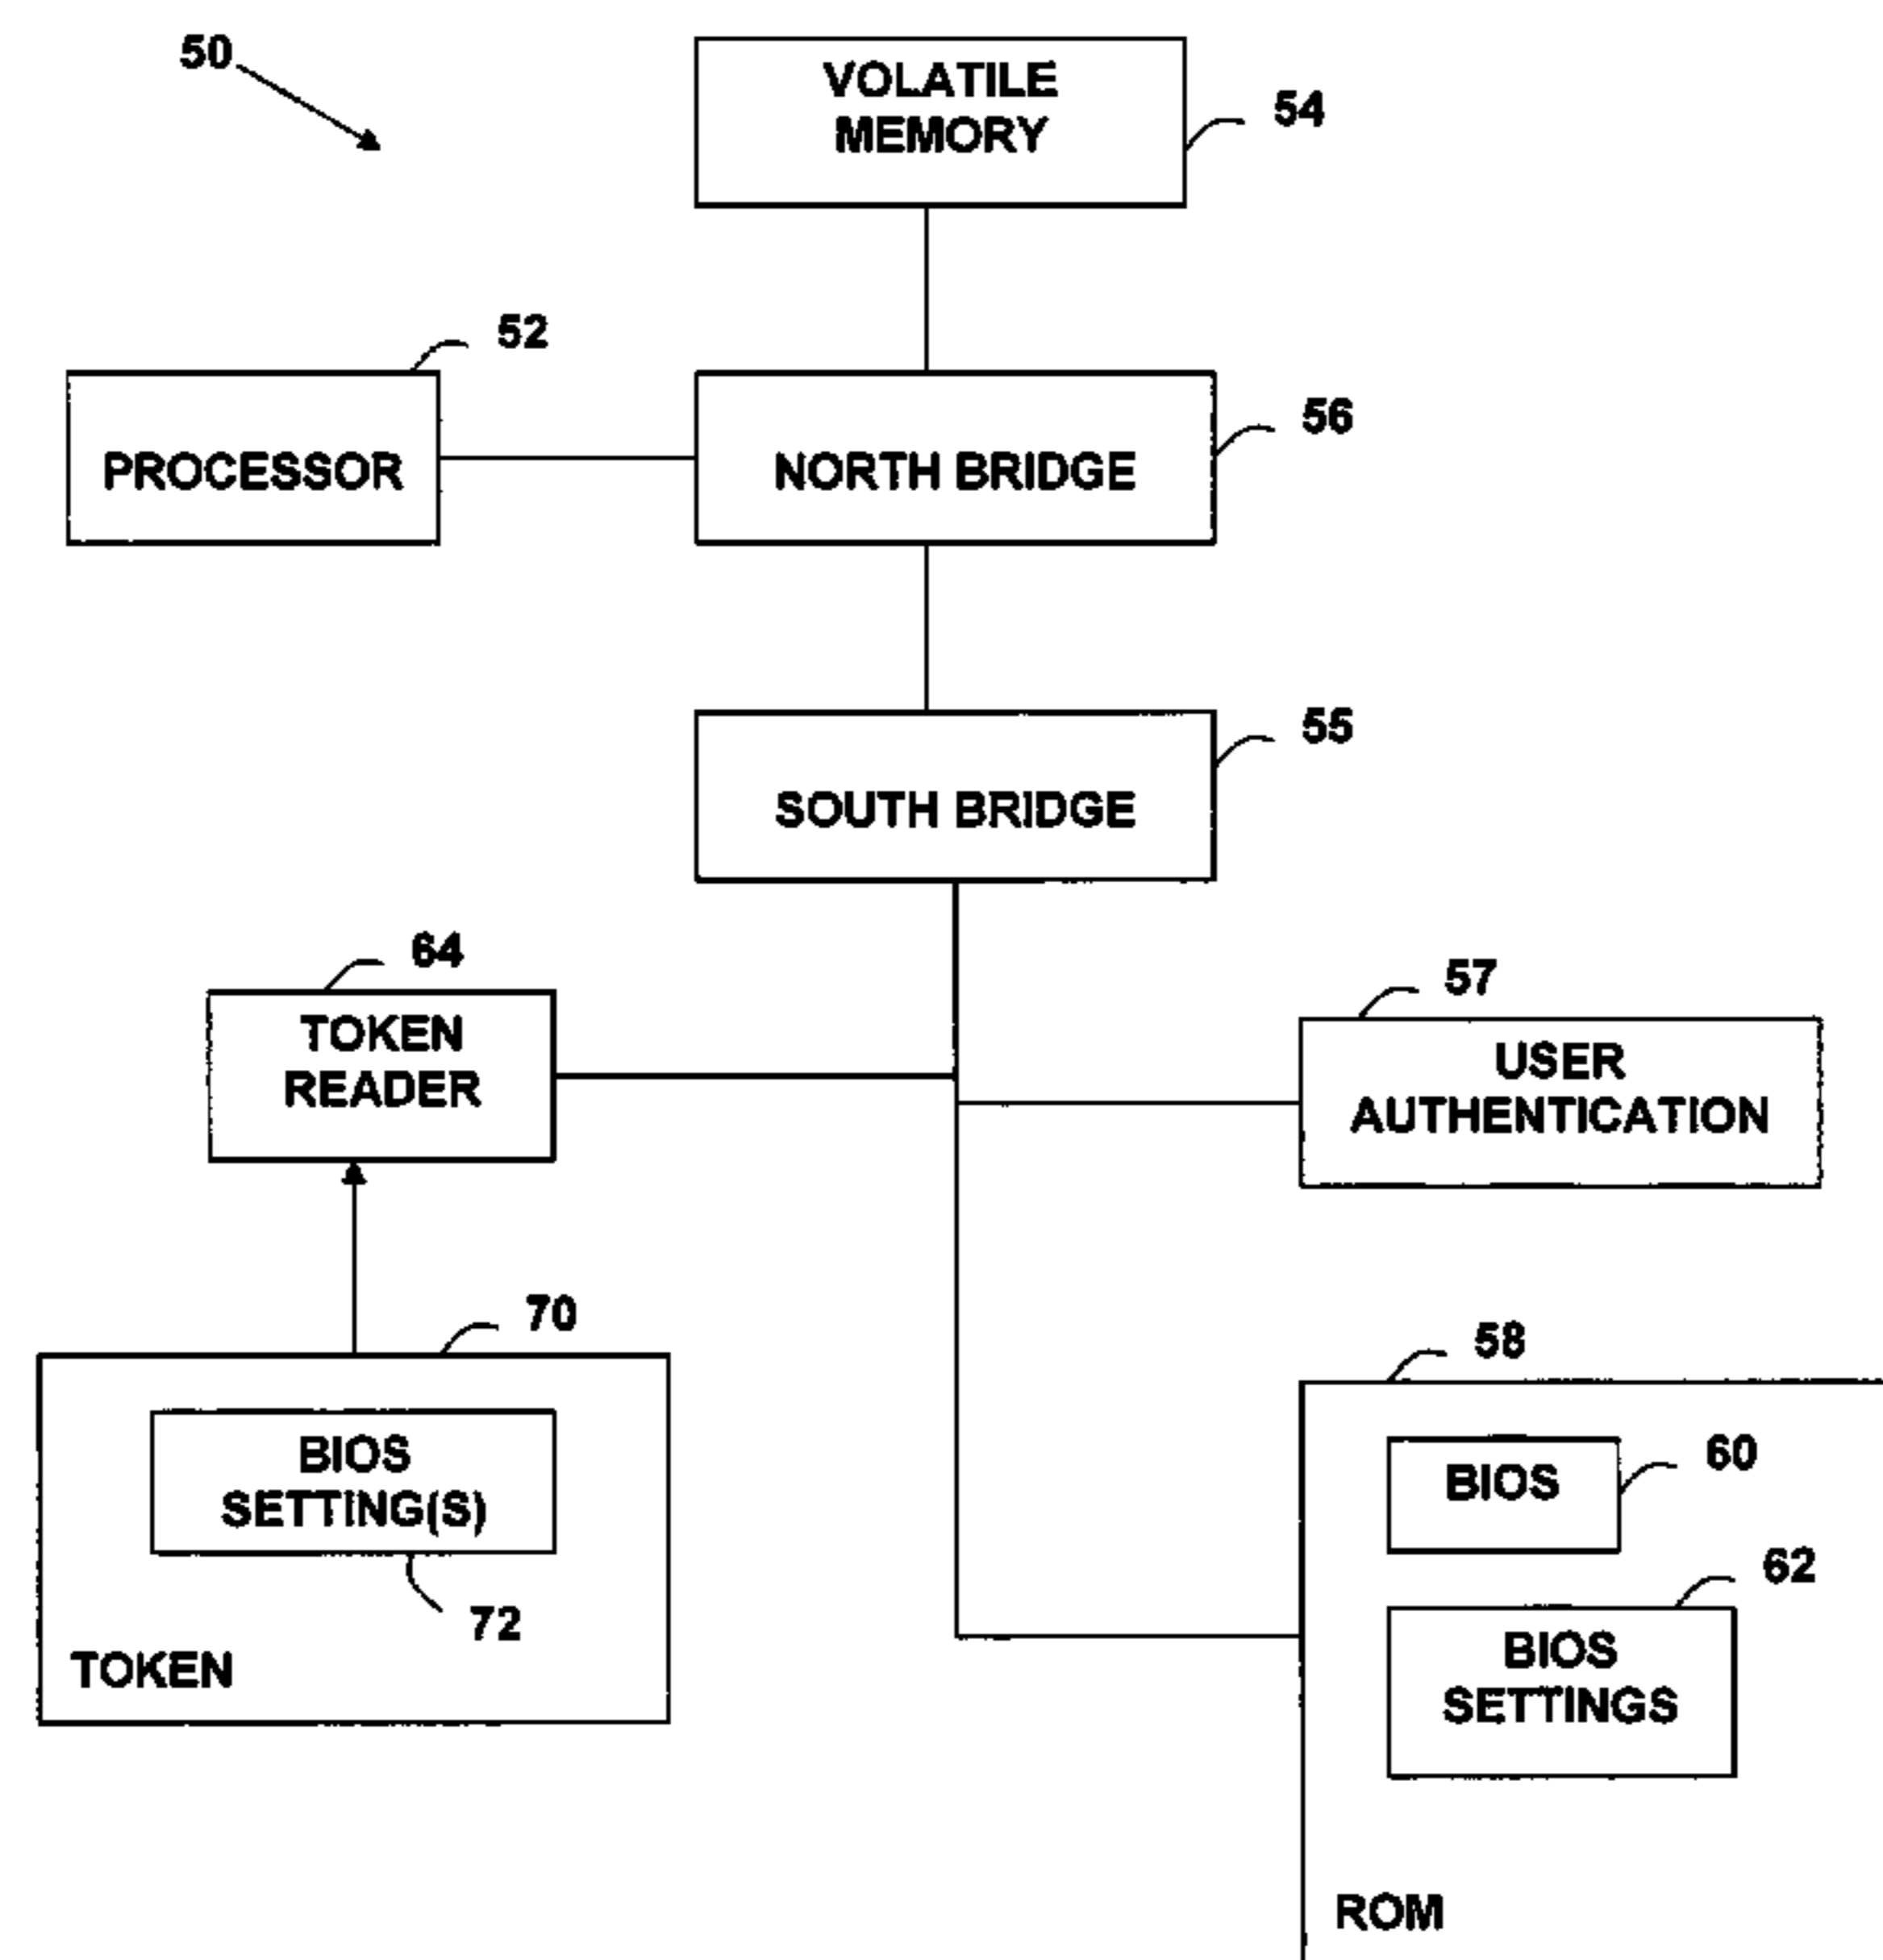 50
VOLATILE
MEMORY
54
52
PROCESSOR
NORTH BRIDGE
56
SOUTH BRIDGE
55
64
TOKEN
READER
57
USER
AUTHENTICATION
70
BIOS
SETTING(S)
72
TOKEN
58
BIOS
60
62
BIOS
SETTINGS
ROM